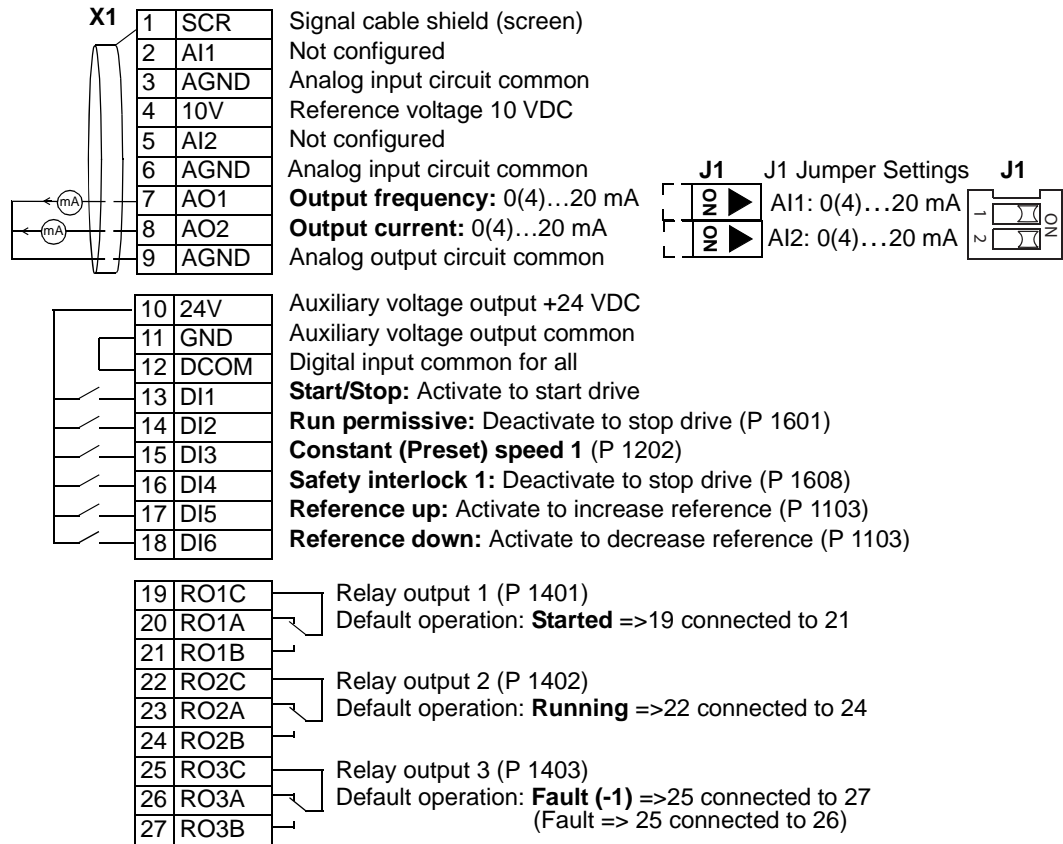 X1
1 SCR Signal cable shield (screen)
2 AI1 Not configured
3 AGND Analog input circuit common
4 10V Reference voltage 10 VDC
5 AI2 Not configured
6 AGND Analog input circuit common
J1 J1 Jumper Settings J1
7 AO1 Output frequency: 0(4)…20 mA
mA
ON AI1: 0(4)…20 mA 1 ON
8 AO2 Output current: 0(4)…20 mA
mA
ON AI2: 0(4)…20 mA 2
9 AGND Analog output circuit common
10 24V Auxiliary voltage output +24 VDC
11 GND Auxiliary voltage output common
12 DCOM Digital input common for all
13 DI1 Start/Stop: Activate to start drive
14 DI2 Run permissive: Deactivate to stop drive (P 1601)
15 DI3 Constant (Preset) speed 1 (P 1202)
16 DI4 Safety interlock 1: Deactivate to stop drive (P 1608)
17 DI5 Reference up: Activate to increase reference (P 1103)
18 DI6 Reference down: Activate to decrease reference (P 1103)
19 RO1C Relay output 1 (P 1401)
20 RO1A Default operation: Started =>19 connected to 21
21 RO1B
22 RO2C Relay output 2 (P 1402)
23 RO2A Default operation: Running =>22 connected to 24
24 RO2B
25 RO3C Relay output 3 (P 1403)
26 RO3A Default operation: Fault (-1) =>25 connected to 27
27 RO3B (Fault => 25 connected to 26)